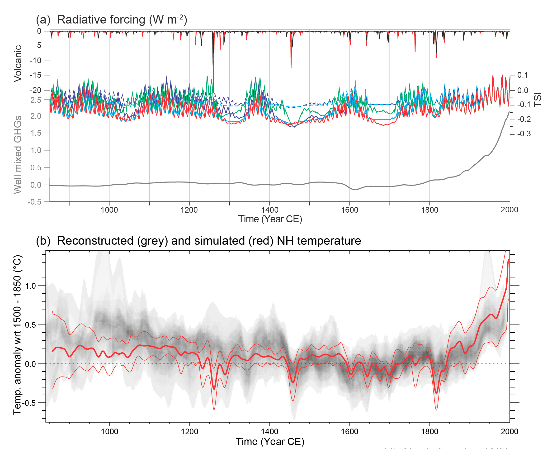 (a) Radiative forcing (W m-2)
Volcanic
0
-5
-10
-15
-20
TSI
0.1
0.0
-0.1
-0.2
-0.3
Well mixed GHGs
2.5
2.0
1.5
1.0
0.5
0.0
-0.5
1000 1200 1400 1600 1800 2000
Time (Year CE)
(b) Reconstructed (grey) and simulated (red) NH temperature
Temp. anomaly wrt 1500 - 1850 (°C)
1.0
0.5
0.0
-0.5
1000 1200 1400 1600 1800 2000
Time (Year CE)